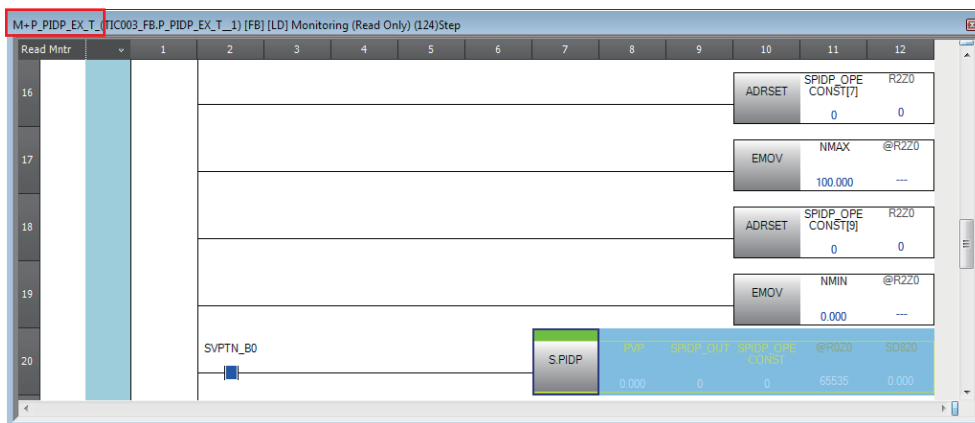 M+P_PIDP_EX_T_(TIC003_FB.P_PIDP_EX_T__1) [FB] [LD] Monitoring (Read Only) (124)Step
Read Mntr 1 2 3 4 5 6 7 8 9 10 11 12
16 ADRSET SPIDP_OPE R2Z0
CONST[7]
0 0
17 EMOV NMAX @R2Z0
100.000 ---
18 ADRSET SPIDP_OPE R2Z0
CONST[9]
0 0
19 EMOV NMIN @R2Z0
0.000 ---
SVPTN_B0
20 S.PIDP PVP SPIDP_OUT SPIDP_OPE @R0Z0 SD820
CONST
0.000 0 0 65535 0.000